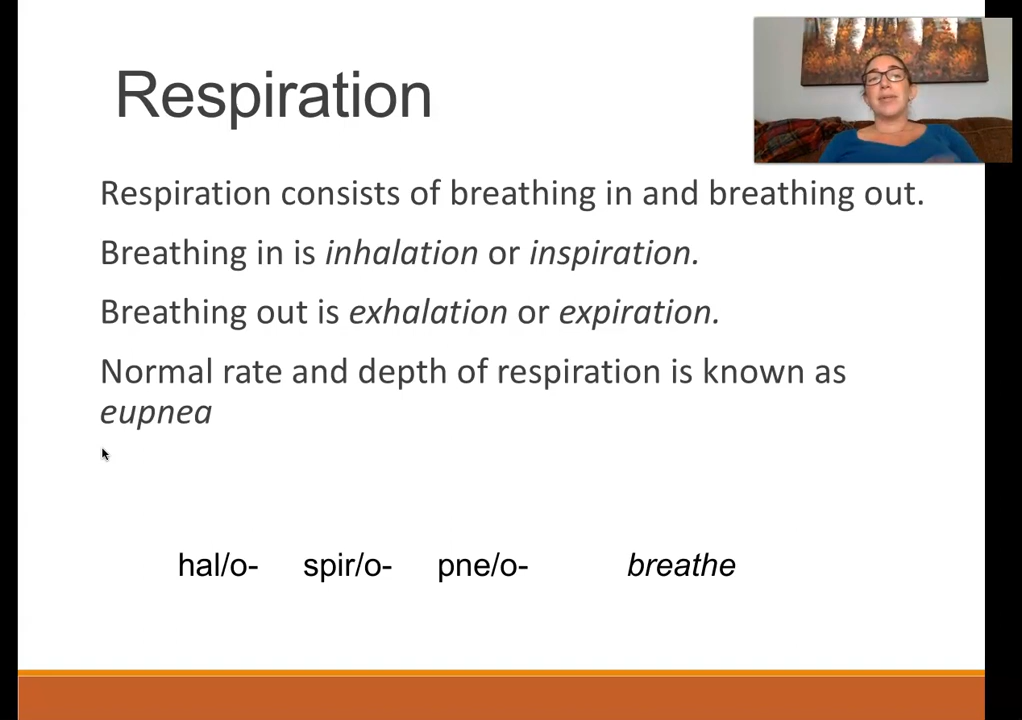 Respiration
Respiration consists of breathing in and breathing out.
Breathing in is inhalation or inspiration.
Breathing out is exhalation or expiration.
Normal rate and depth of respiration is known as
eupnea
hal/o- spir/o- pne/o- breathe